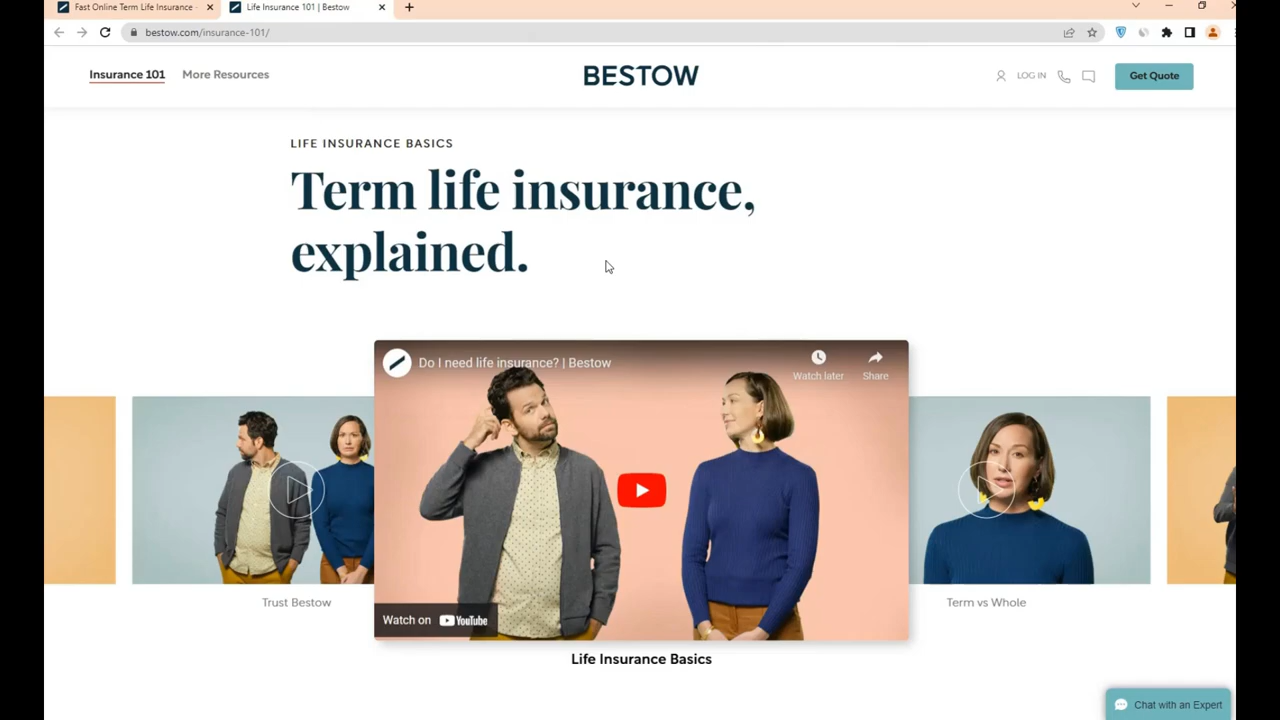 Fast Online Term Life Insurance -
Life Insurance 101 | Bestow
bestow.com/insurance-101/
Insurance 101
More Resources
BESTOW
LOG IN
Get Quote
LIFE INSURANCE BASICS
Term life insurance,
explained.
Do I need life insurance? | Bestow
Watch later
Share
Watch on YouTube
Trust Bestow
Term vs Whole
Life Insurance Basics
Chat with an Expert